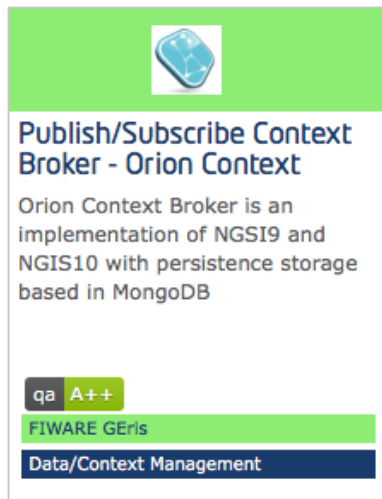 Publish/Subscribe Context
Broker - Orion Context
Orion Context Broker is an
implementation of NGSI9 and
NGIS10 with persistence storage
based in MongoDB
qa A++
FIWARE GEris
Data/Context Management